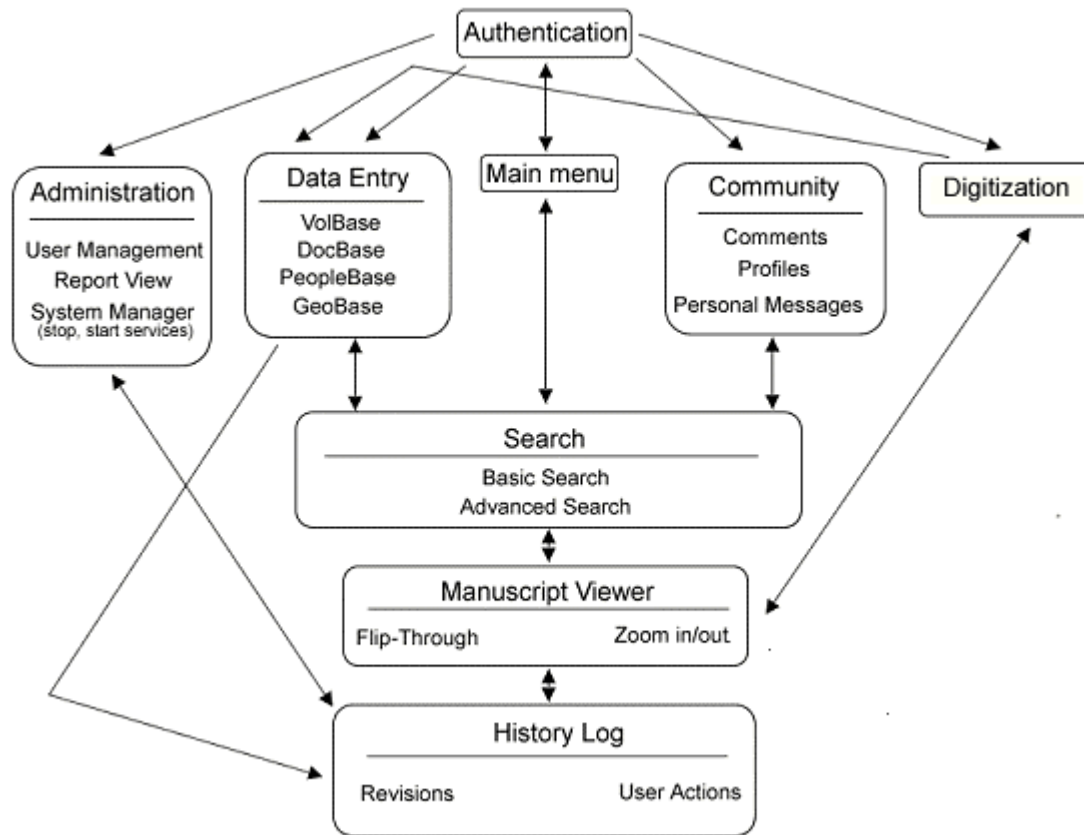 Authentication
Administration
User Management
Report View
System Manager
(stop, start services)
Data Entry
VolBase
DocBase
PeopleBase
GeoBase
Main menu
Community
Comments
Profiles
Personal Messages
Digitization
Search
Basic Search
Advanced Search
Manuscript Viewer
Flip-Through
Zoom in/out
History Log
Revisions
User Actions